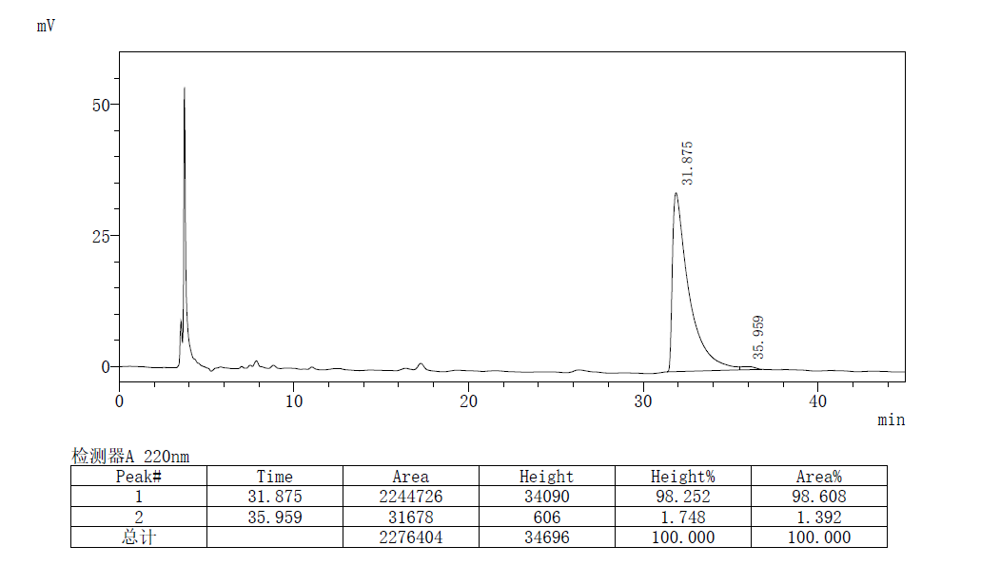 mV
50
25
0
31.875
35.959
0 10 20 30 40
min
检测器A 220nm
Peak# Time Area Height Height% Area%
1 31.875 2244726 34090 98.252 98.608
2 35.959 31678 606 1.748 1.392
总计 2276404 34696 100.000 100.000